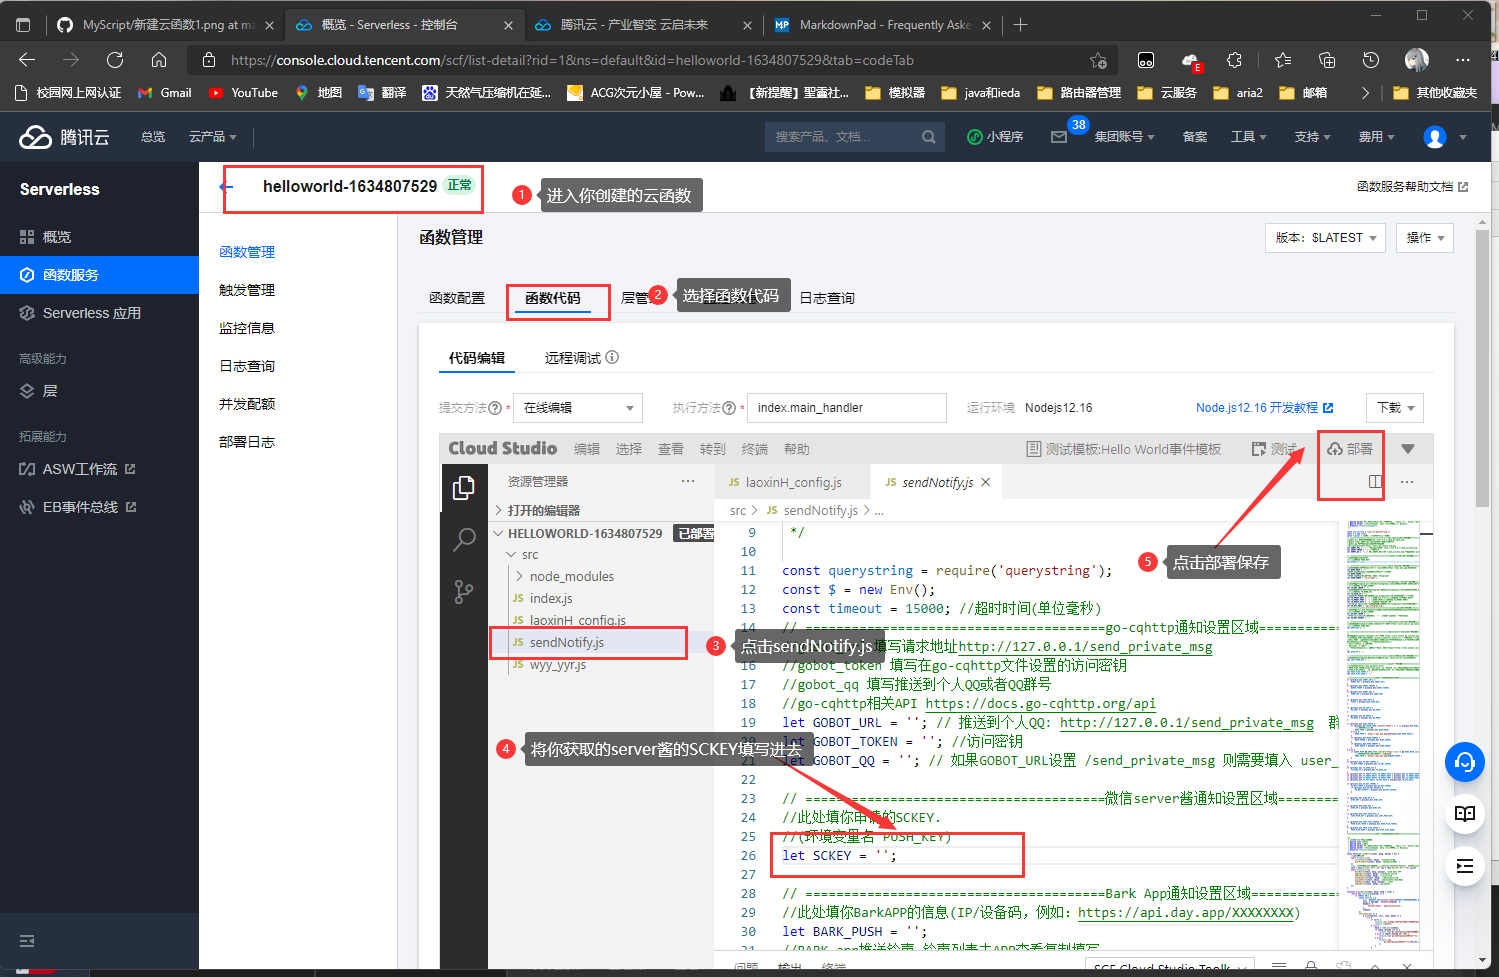 MyScript/新建云函数1.png at ma
概览 - Serverless - 控制台
腾讯云 - 产业智变 云启未来
MarkdownPad - Frequently Aske
https://console.cloud.tencent.com/scf/list-detail?rid=1&ns=default&id=helloworld-1634807529&tab=codeTab
校园网上网认证
Gmail
YouTube
地图
翻译
天然气压缩机在延...
ACG次元小屋 - Pow...
【新提醒】聖靈社...
模拟器
java和ieda
路由器管理
云服务
aria2
邮箱
其他收藏夹
腾讯云
总览
云产品
搜索产品、文档...
小程序
38
集团账号
备案
工具
支持
费用
Serverless
概览
函数服务
Serverless 应用
高级能力
层
拓展能力
ASW工作流
EB事件总线
helloworld-1634807529 正常
1 进入你创建的云函数
函数服务帮助文档
函数管理
触发管理
监控信息
日志查询
并发配额
部署日志
函数管理
版本：$LATEST
操作
函数配置
函数代码
层管
2 选择函数代码
日志查询
代码编辑
远程调试
提交方法 * 在线编辑
执行方法 * index.main_handler
运行环境 Nodejs12.16
Node.js12.16 开发教程
下载
Cloud Studio 编辑 选择 查看 转到 终端 帮助
测试模板:Hello World事件模板
测试
部署
资源管理器
打开的编辑器
HELLOWORLD-1634807529 已部署
src
node_modules
JS index.js
JS laoxinH_config.js
JS sendNotify.js
JS wyy_yyr.js
3 点击sendNotify.js
4 将你获取的server酱的SCKEY填写进去
5 点击部署保存
JS laoxinH_config.js
JS sendNotify.js
src > JS sendNotify.js > ...
9 */
10
11 const querystring = require('querystring');
12 const $ = new Env();
13 const timeout = 15000; //超时时间(单位毫秒)
14 // =====================================go-cqhttp通知设置区域===========
填写请求地址http://127.0.0.1/send_private_msg
16 //gobot_token 填写在go-cqhttp文件设置的访问密钥
17 //gobot_qq 填写推送到个人QQ或者QQ群号
18 //go-cqhttp相关API https://docs.go-cqhttp.org/api
19 let GOBOT_URL = ''; // 推送到个人QQ: http://127.0.0.1/send_private_msg 群
let GOBOT_TOKEN = ''; //访问密钥
21 let GOBOT_QQ = ''; // 如果GOBOT_URL设置 /send_private_msg 则需要填入 user_
22
23 // =====================================微信server酱通知设置区域========
24 //此处填你申请的SCKEY.
25 //(环境变量名 PUSH_KEY)
26 let SCKEY = '';
27
28 // =====================================Bark App通知设置区域===========
29 //此处填你BarkAPP的信息(IP/设备码，例如：https://api.day.app/XXXXXXXX)
30 let BARK_PUSH = '';
//BARK app推送铃声,铃声列表去APP查看复制填写
问题 输出 终端
SCF Cloud Studio Toolk